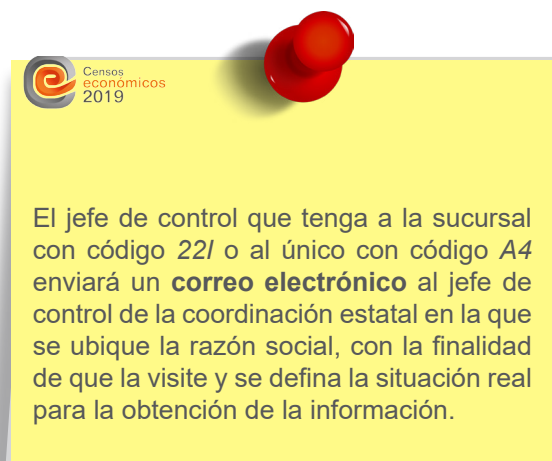 Censos
económicos
2019
El jefe de control que tenga a la sucursal
con código 22I o al único con código A4
enviará un correo electrónico al jefe de
control de la coordinación estatal en la que
se ubique la razón social, con la finalidad
de que la visite y se defina la situación real
para la obtención de la información.